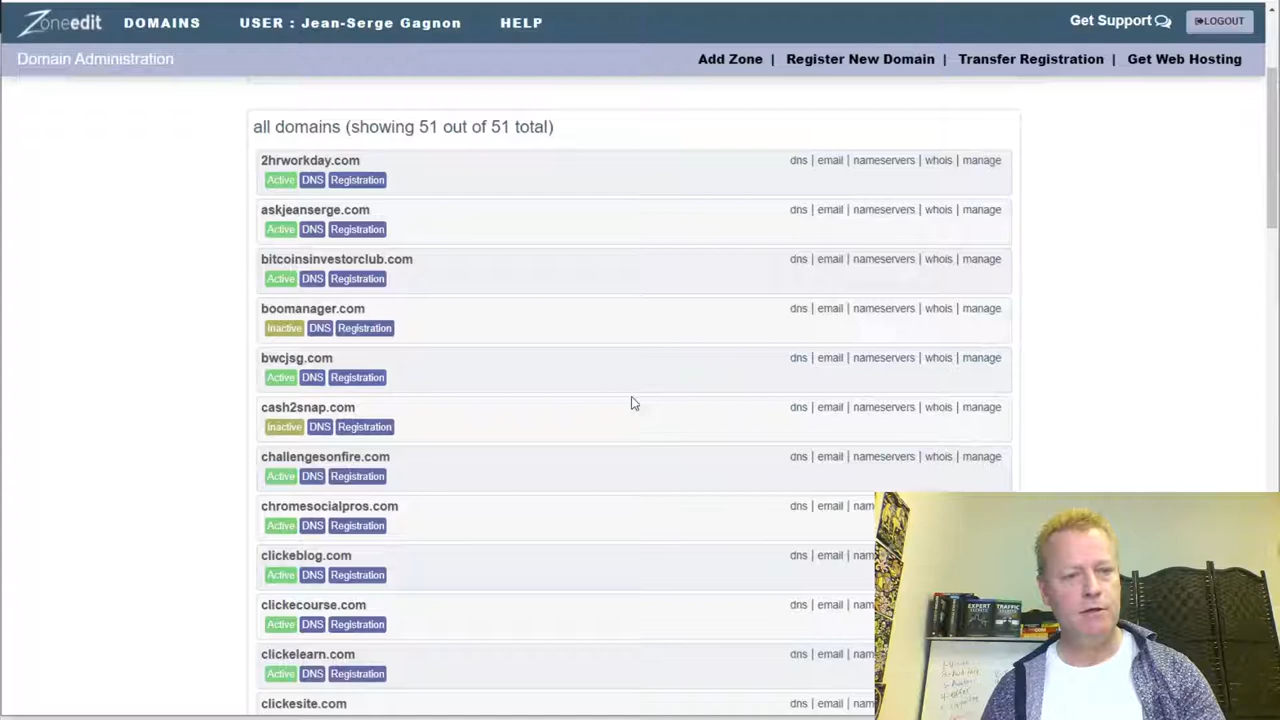 Zoneedit DOMAINS USER : Jean-Serge Gagnon HELP Get Support LOGOUT
Domain Administration Add Zone | Register New Domain | Transfer Registration | Get Web Hosting
all domains (showing 51 out of 51 total)
2hrworkday.com dns | email | nameservers | whois | manage
Active DNS Registration
askjeanserge.com dns | email | nameservers | whois | manage
Active DNS Registration
bitcoinsinvestorclub.com dns | email | nameservers | whois | manage
Active DNS Registration
boomanager.com dns | email | nameservers | whois | manage
Inactive DNS Registration
bwcjsg.com dns | email | nameservers | whois | manage
Active DNS Registration
cash2snap.com dns | email | nameservers | whois | manage
Inactive DNS Registration
challengesonfire.com dns | email | nameservers | whois | manage
Active DNS Registration
chromesocialpros.com dns | email | nam
Active DNS Registration
clickeblog.com dns | email | nam
Active DNS Registration
clickecourse.com dns | email | nam
Active DNS Registration
clickelearn.com dns | email | nam
Active DNS Registration
clickesite.com dns | email | nam
EXPERT
SECRETS
TRAFFIC
SECRETS